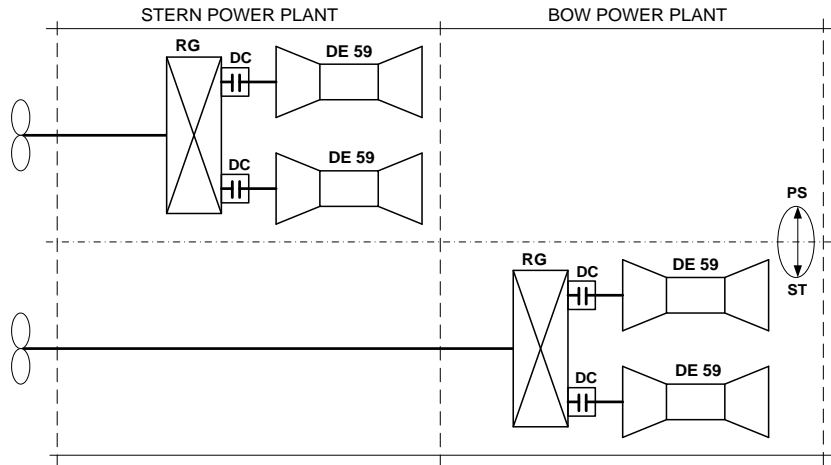 STERN POWER PLANT
BOW POWER PLANT
RG
DC
DE 59
DC
DE 59
PS
ST
RG
DC
DE 59
DC
DE 59